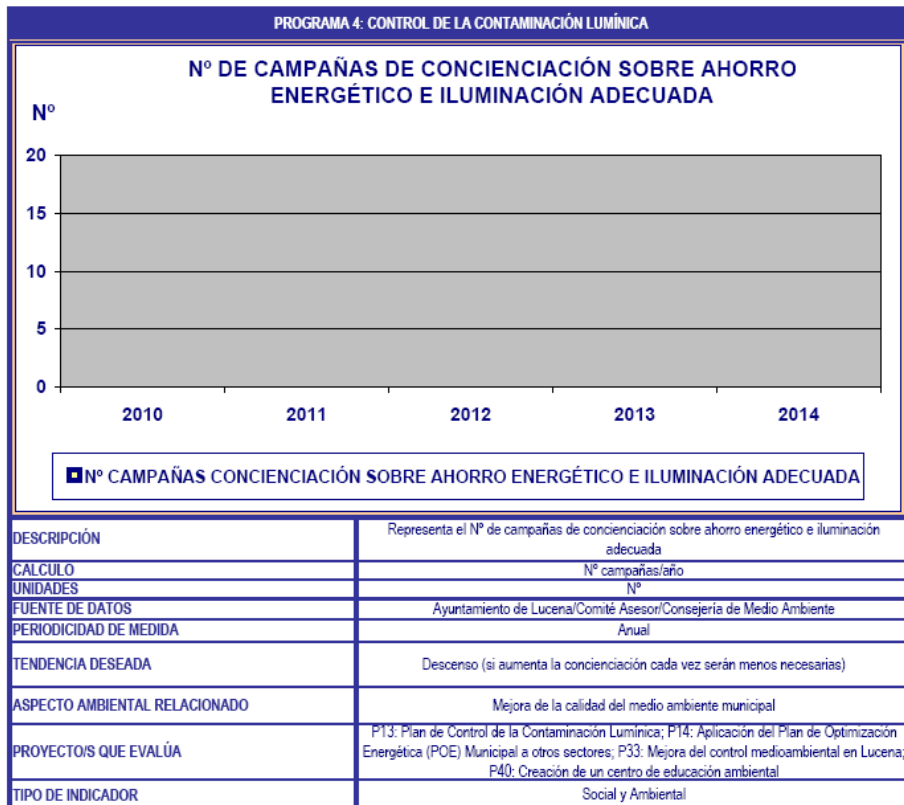 PROGRAMA 4: CONTROL DE LA CONTAMINACIÓN LUMÍNICA
Nº DE CAMPAÑAS DE CONCIENCIACIÓN SOBRE AHORRO
ENERGÉTICO E ILUMINACIÓN ADECUADA
Nº
20
15
10
5
0
2010 2011 2012 2013 2014
Nº CAMPAÑAS CONCIENCIACIÓN SOBRE AHORRO ENERGÉTICO E ILUMINACIÓN ADECUADA
DESCRIPCIÓN
Representa el Nº de campañas de concienciación sobre ahorro energético e iluminación
adecuada
CALCULO
Nº campañas/año
UNIDADES
Nº
FUENTE DE DATOS
Ayuntamiento de Lucena/Comité Asesor/Consejería de Medio Ambiente
PERIODICIDAD DE MEDIDA
Anual
TENDENCIA DESEADA
Descenso (si aumenta la concienciación cada vez serán menos necesarias)
ASPECTO AMBIENTAL RELACIONADO
Mejora de la calidad del medio ambiente municipal
PROYECTO/S QUE EVALÚA
P13: Plan de Control de la Contaminación Lumínica; P14: Aplicación del Plan de Optimización
Energética (POE) Municipal a otros sectores; P33: Mejora del control medioambiental en Lucena;
P40: Creación de un centro de educación ambiental
TIPO DE INDICADOR
Social y Ambiental